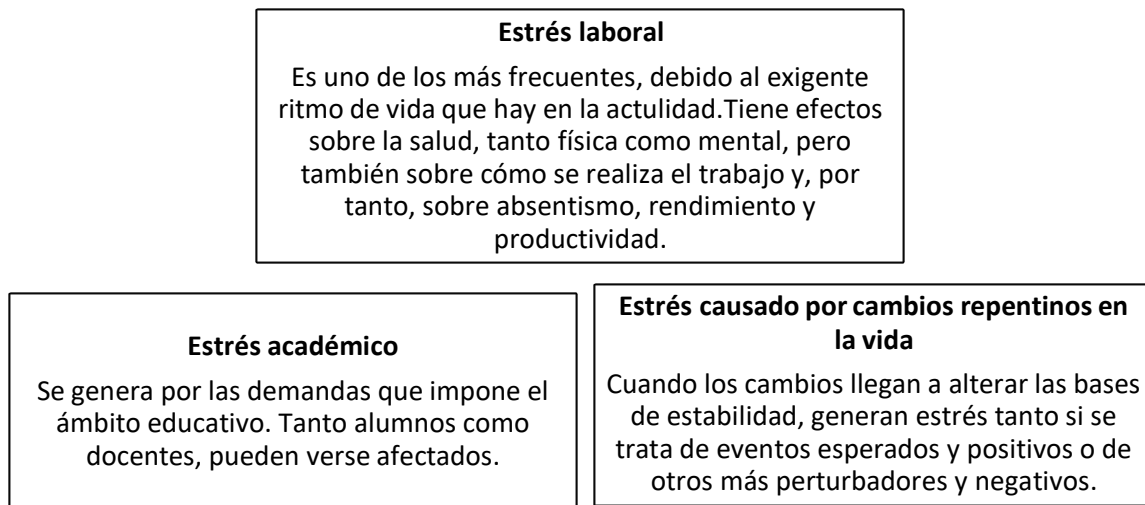 Estrés laboral
Es uno de los más frecuentes, debido al exigente
ritmo de vida que hay en la actulidad.Tiene efectos
sobre la salud, tanto física como mental, pero
también sobre cómo se realiza el trabajo y, por
tanto, sobre absentismo, rendimiento y
productividad.
Estrés académico
Se genera por las demandas que impone el
ámbito educativo. Tanto alumnos como
docentes, pueden verse afectados.
Estrés causado por cambios repentinos en
la vida
Cuando los cambios llegan a alterar las bases
de estabilidad, generan estrés tanto si se
trata de eventos esperados y positivos o de
otros más perturbadores y negativos.